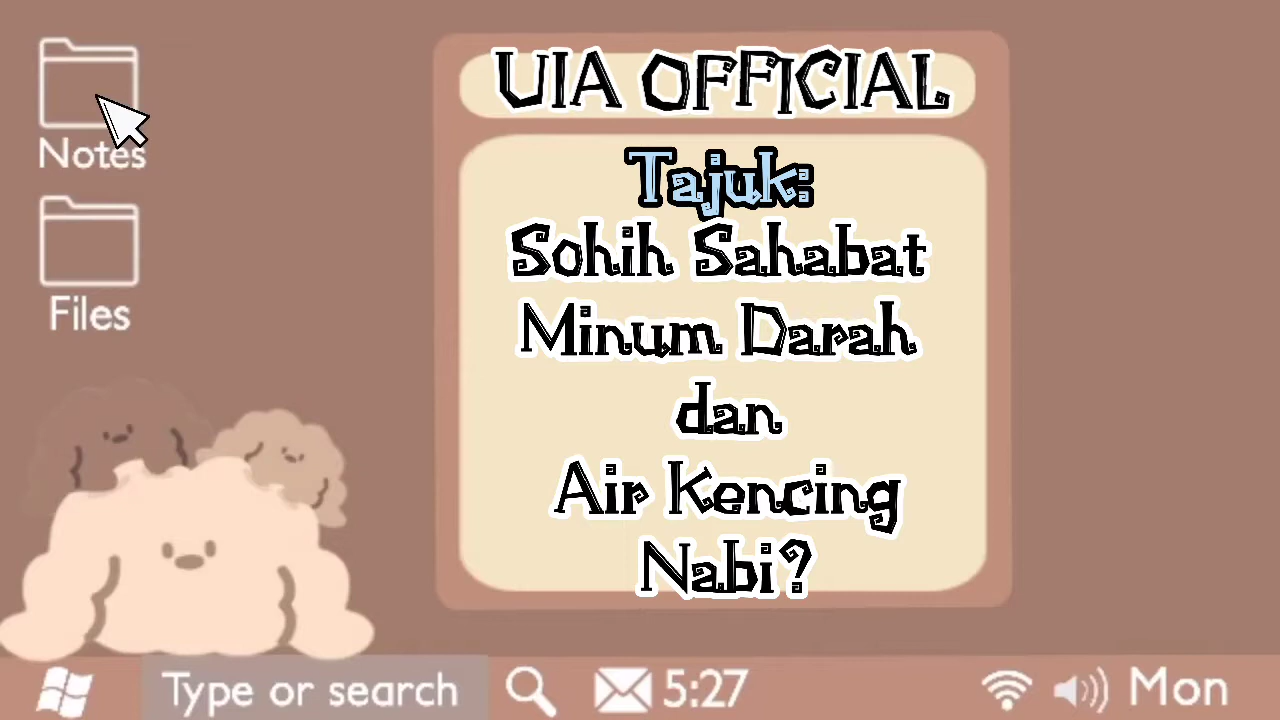 UIA OFFICIAL
Tajuk:
Sohih Sahabat
Minum Darah
dan
Air Kencing
Nabi?
Notes
Files
Type or search
5:27
Mon